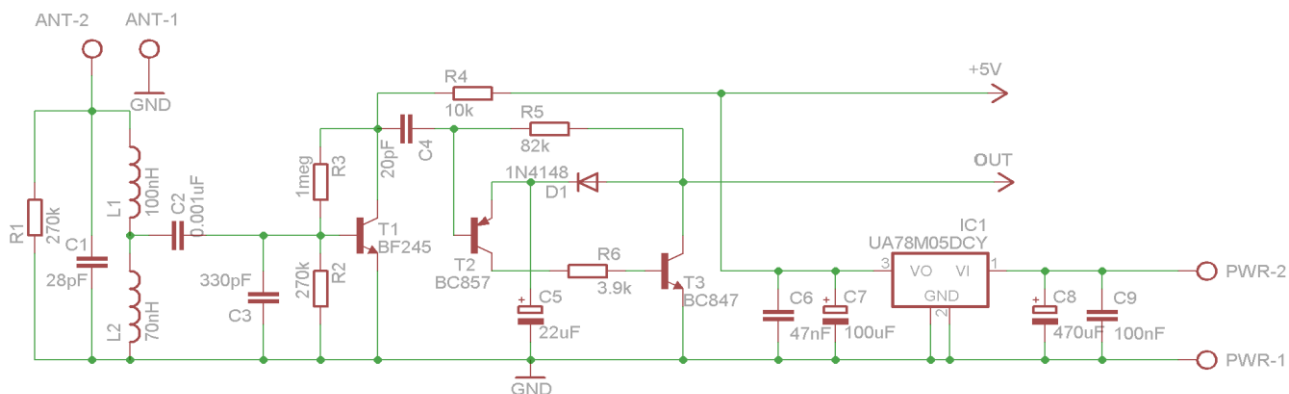 ANT-2
ANT-1
GND
R1
270k
C1
28pF
L1
100nH
L2
70nH
C2
0.001uF
330pF
C3
1meg
R3
270k
R2
T1
BF245
R4
10k
20pF
C4
R5
82k
1N4148
D1
T2
BC857
R6
3.9k
T3
BC847
+
C5
22uF
GND
+5V
OUT
IC1
UA78M05DCY
3
VO
VI
1
GND
2
C6
47nF
+
C7
100uF
+
C8
470uF
C9
100nF
PWR-2
PWR-1